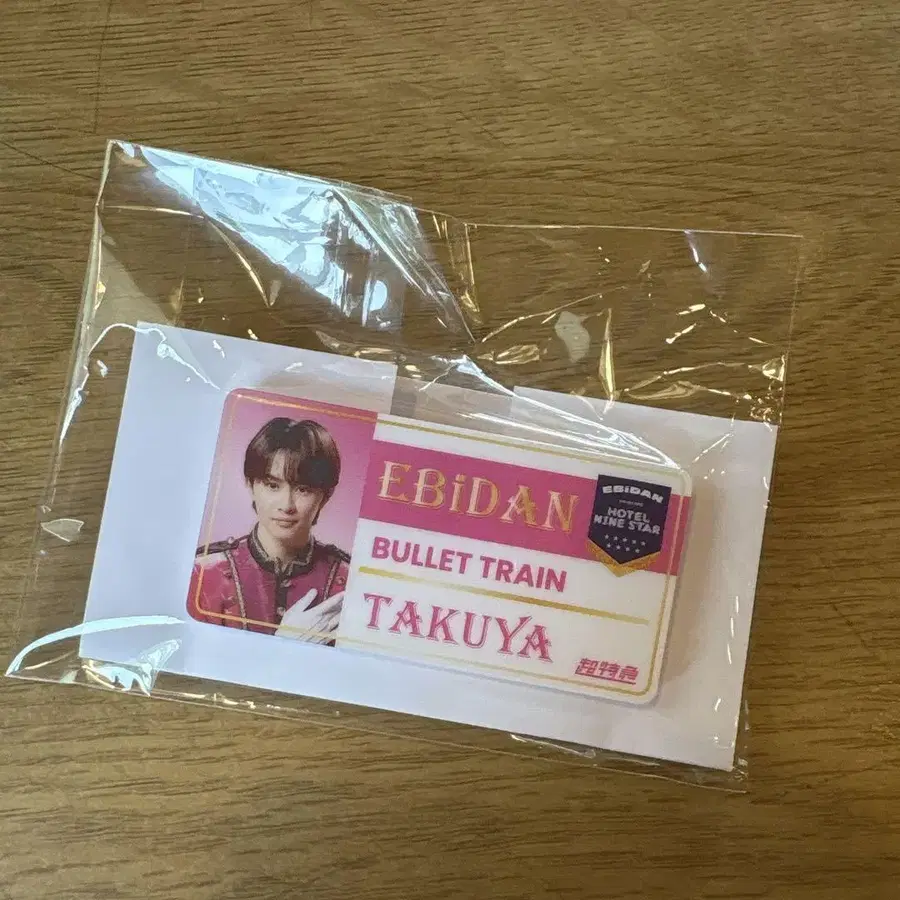 EBiDAN
BULLET TRAIN
TAKUYA
超特急
EBiDAN
HOTEL
NINE STAR